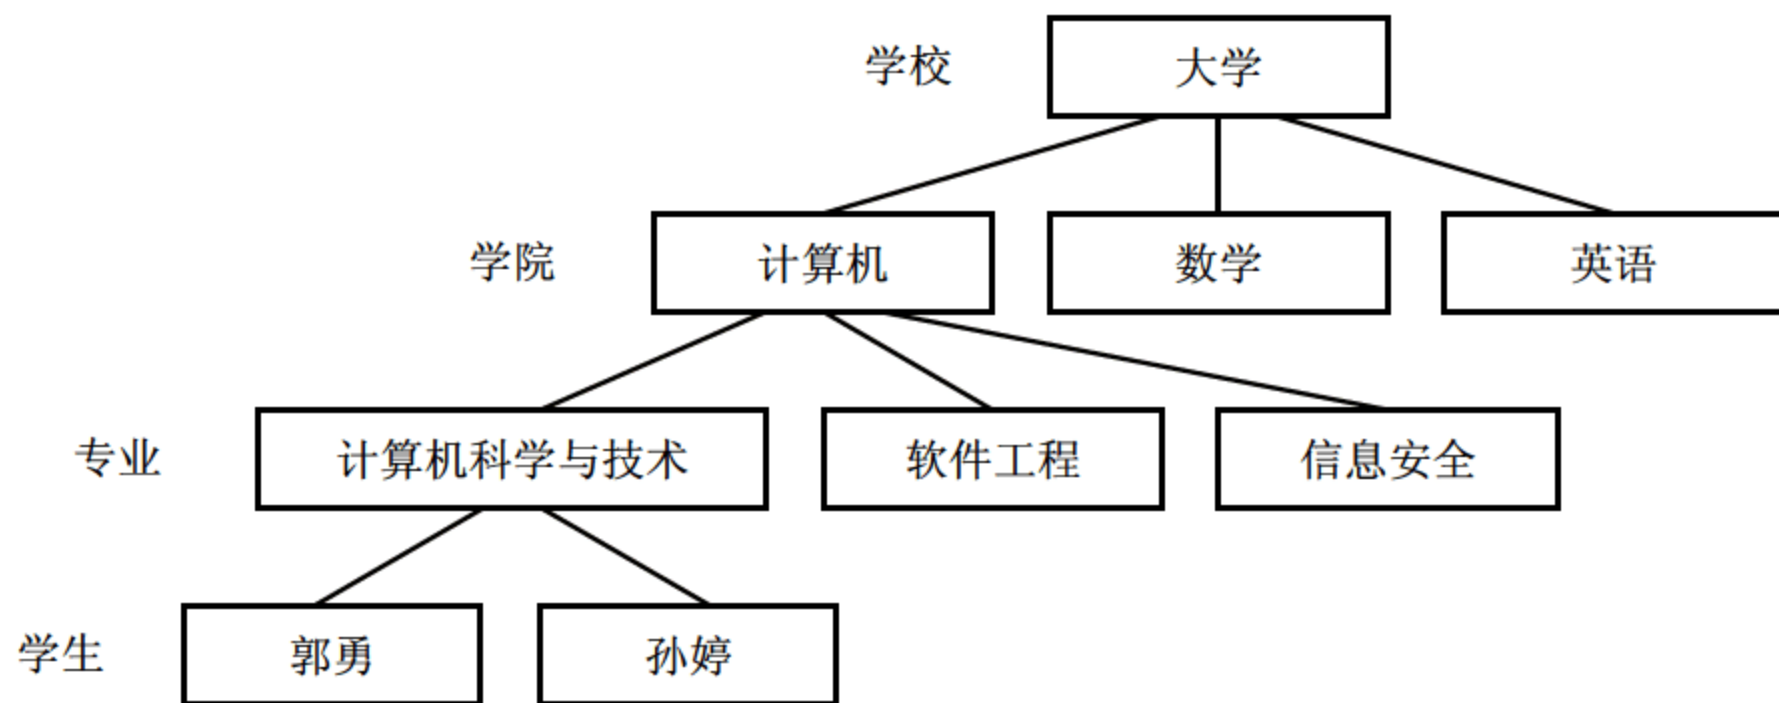 学校 大学
学院 计算机 数学 英语
专业 计算机科学与技术 软件工程 信息安全
学生 郭勇 孙婷